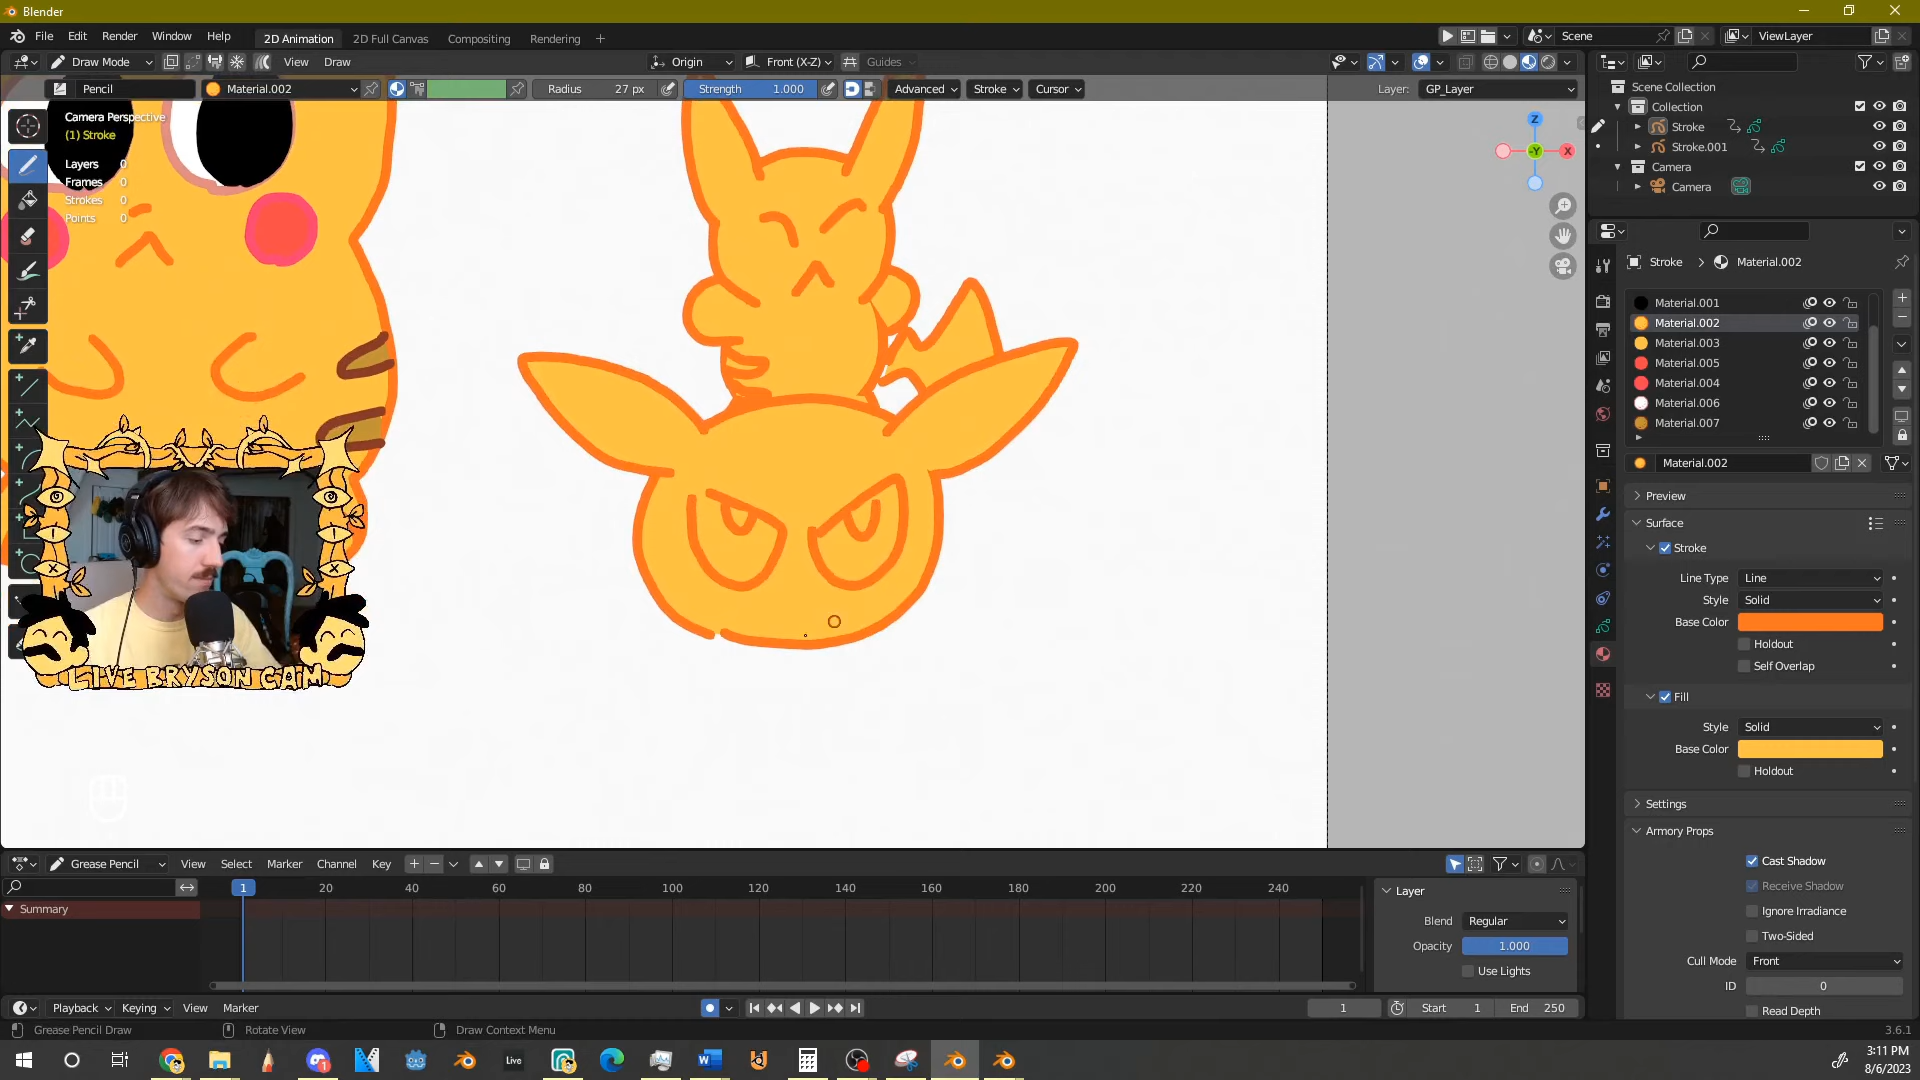 Blender
File Edit Render Window Help 2D Animation 2D Full Canvas Compositing Rendering + Scene ViewLayer
Draw Mode View Draw Origin Front (X-Z) Guides
Pencil Material.002 Radius 27 px Strength 1.000 Advanced Stroke Cursor Layer: GP_Layer
Camera Perspective
(1) Stroke
Layers 0
Frames 0
Strokes 0
Points 0
Z
-Y X
Scene Collection
Collection
Stroke
Stroke.001
Camera
Camera
Stroke > Material.002
Material.001
Material.002
Material.003
Material.005
Material.004
Material.006
Material.007
Material.002
Preview
Surface
Stroke
Line Type Line
Style Solid
Base Color
Holdout
Self Overlap
Fill
Style Solid
Base Color
Holdout
Settings
Armory Props
Cast Shadow
Receive Shadow
Ignore Irradiance
Two-Sided
Cull Mode Front
ID 0
Read Depth
LIVE BRYSON CAM
Grease Pencil View Select Marker Channel Key
1 20 40 60 80 100 120 140 160 180 200 220 240
Summary
Layer
Blend Regular
Opacity 1.000
Use Lights
Playback Keying View Marker 1 Start 1 End 250
Grease Pencil Draw Rotate View Draw Context Menu 3.6.1
Live
3:11 PM
8/6/2023